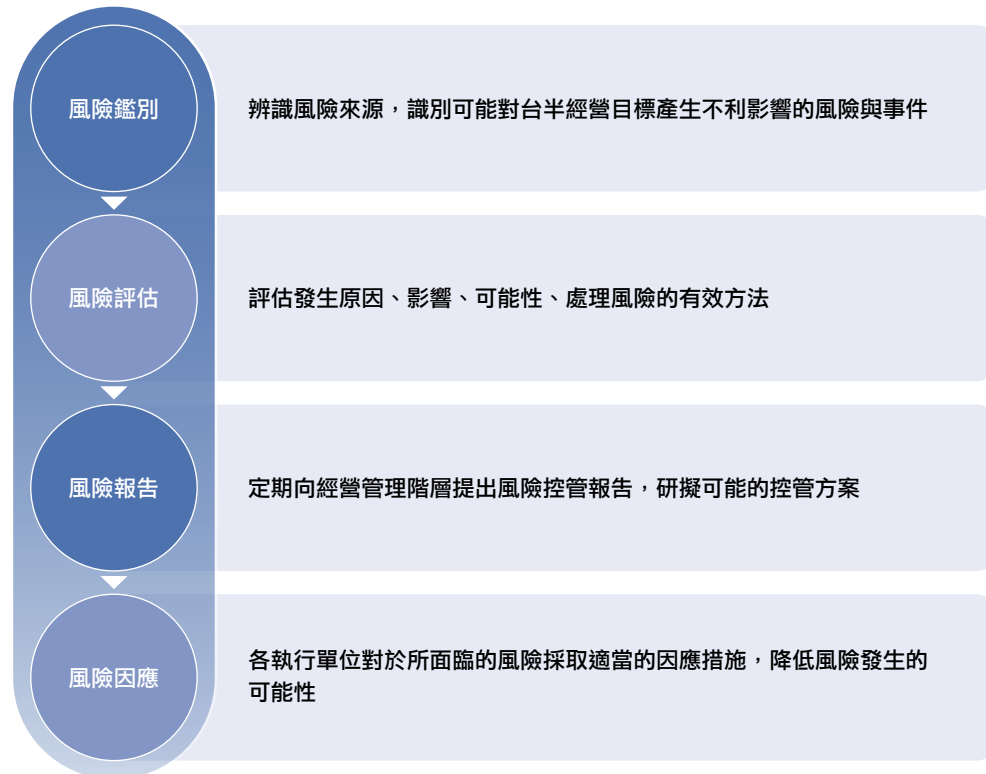 風險鑑別
辨識風險來源，識別可能對台半經營目標產生不利影響的風險與事件
風險評估
評估發生原因、影響、可能性、處理風險的有效方法
風險報告
定期向經營管理階層提出風險控管報告，研擬可能的控管方案
風險因應
各執行單位對於所面臨的風險採取適當的因應措施，降低風險發生的
可能性